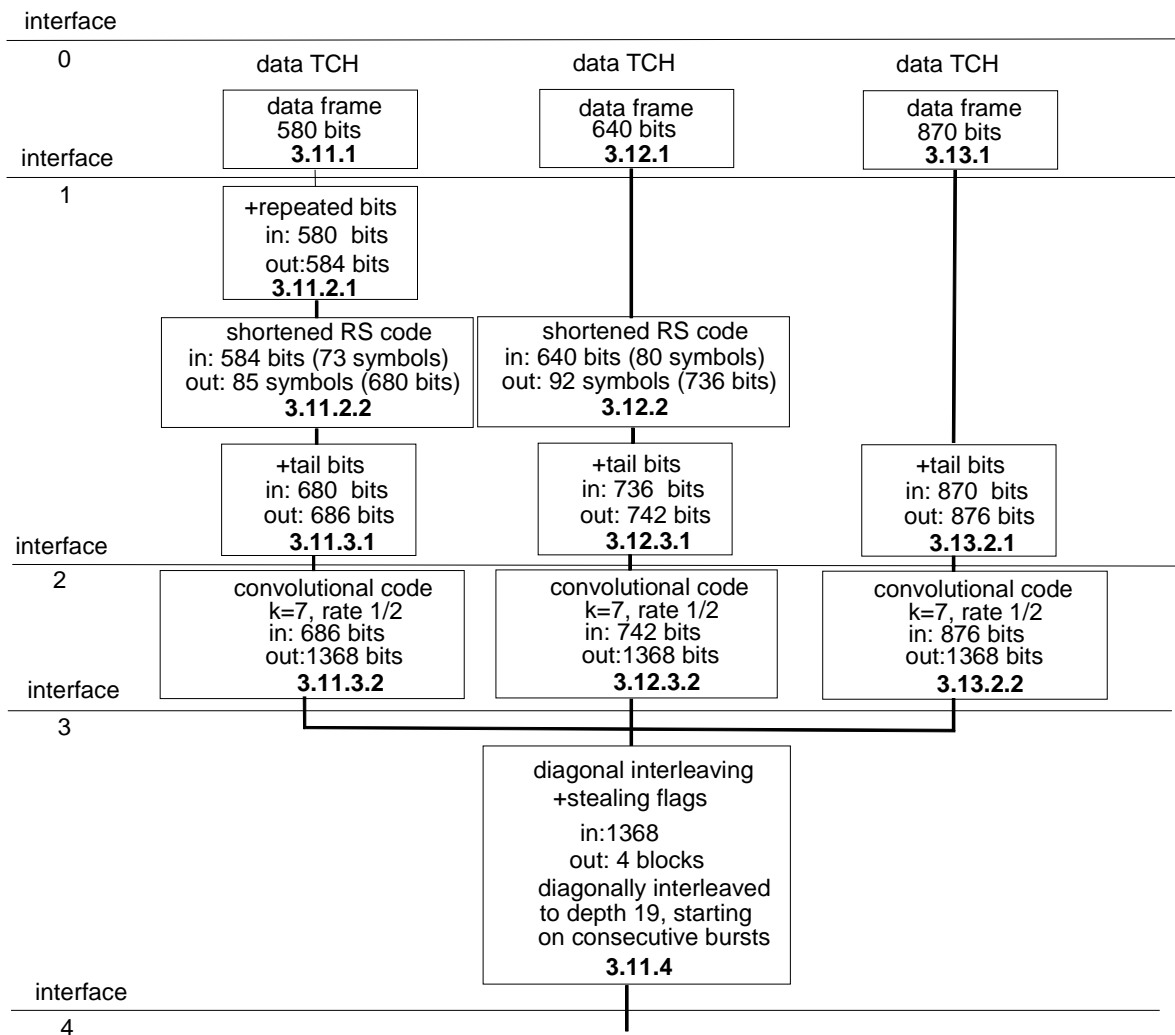 interface
0
data TCH
data TCH
data TCH
data frame
580 bits
3.11.1
data frame
640 bits
3.12.1
data frame
870 bits
3.13.1
interface
1
+repeated bits
in: 580 bits
out:584 bits
3.11.2.1
shortened RS code
in: 584 bits (73 symbols)
out: 85 symbols (680 bits)
3.11.2.2
shortened RS code
in: 640 bits (80 symbols)
out: 92 symbols (736 bits)
3.12.2
+tail bits
in: 680 bits
out: 686 bits
3.11.3.1
+tail bits
in: 736 bits
out: 742 bits
3.12.3.1
+tail bits
in: 870 bits
out: 876 bits
3.13.2.1
interface
2
convolutional code
k=7, rate 1/2
in: 686 bits
out:1368 bits
3.11.3.2
convolutional code
k=7, rate 1/2
in: 742 bits
out:1368 bits
3.12.3.2
convolutional code
k=7, rate 1/2
in: 876 bits
out:1368 bits
3.13.2.2
interface
3
diagonal interleaving
+stealing flags
in:1368
out: 4 blocks
diagonally interleaved
to depth 19, starting
on consecutive bursts
3.11.4
interface
4